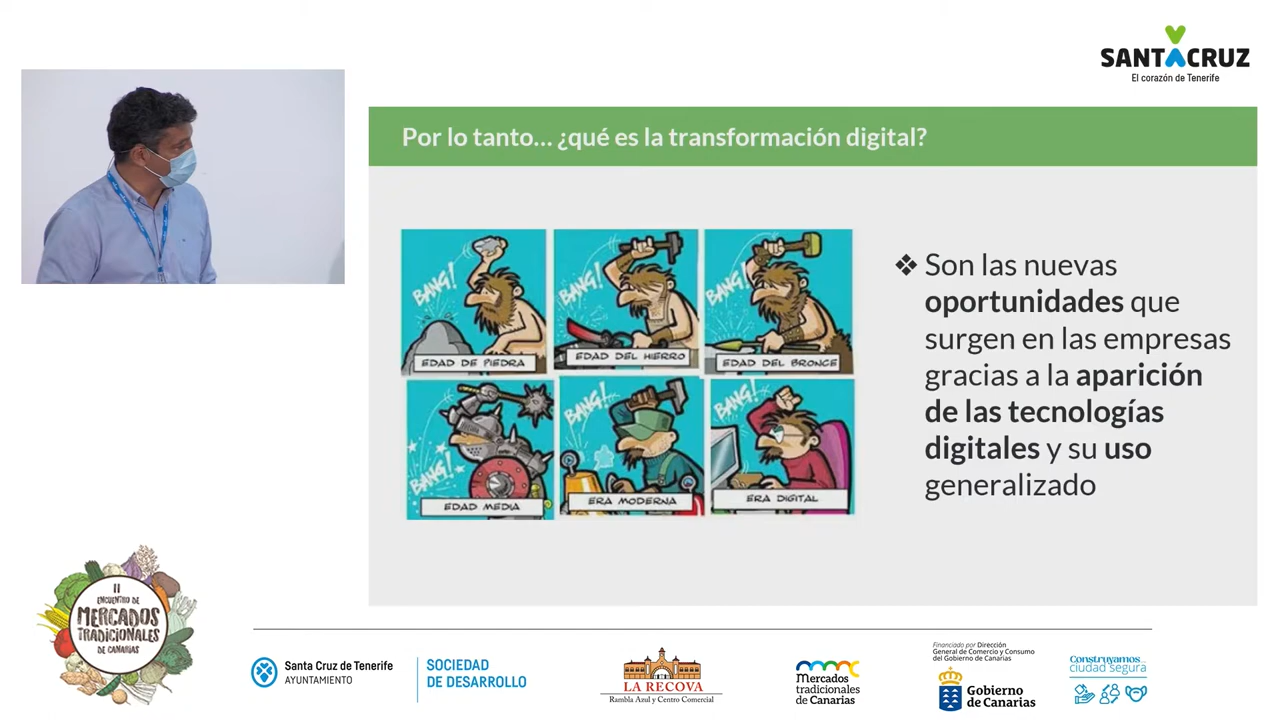 SANTACRUZ
El corazón de Tenerife
Por lo tanto... ¿qué es la transformación digital?
BANG!
EDAD DE PIEDRA
BANG!
EDAD DEL HIERRO
BANG!
EDAD DEL BRONCE
BANG!
EDAD MEDIA
BANG!
ERA MODERNA
BANG!
ERA DIGITAL
❖ Son las nuevas
oportunidades que
surgen en las empresas
gracias a la aparición
de las tecnologías
digitales y su uso
generalizado
II
ENCUENTRO DE
MERCADOS
TRADICIONALES
DE CANARIAS
Santa Cruz de Tenerife
AYUNTAMIENTO
SOCIEDAD
DE DESARROLLO
LA RECOVA
Rambla Azul y Centro Comercial
Mercados
tradicionales
de Canarias
Financiado por Dirección
General de Comercio y Consumo
del Gobierno de Canarias
Gobierno
de Canarias
Construyamos...
ciudad segura